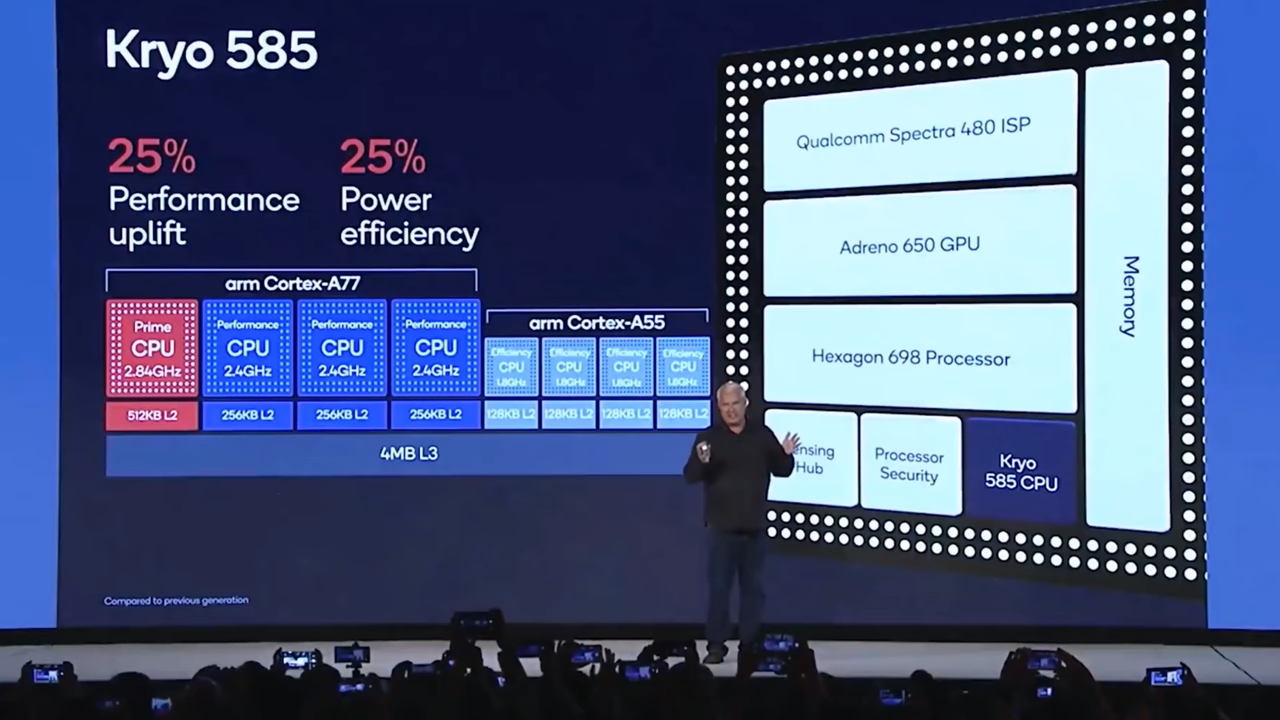 Kryo 585
25%
Performance
uplift
25%
Power
efficiency
arm Cortex-A77
Prime
CPU
2.84GHz
512KB L2
Performance
CPU
2.4GHz
256KB L2
Performance
CPU
2.4GHz
256KB L2
Performance
CPU
2.4GHz
256KB L2
arm Cortex-A55
Efficiency
CPU
1.8GHz
128KB L2
Efficiency
CPU
1.8GHz
128KB L2
Efficiency
CPU
1.8GHz
128KB L2
Efficiency
CPU
1.8GHz
128KB L2
4MB L3
Compared to previous generation
Qualcomm Spectra 480 ISP
Adreno 650 GPU
Hexagon 698 Processor
Hub
Processor
Security
Kryo
585 CPU
Memory